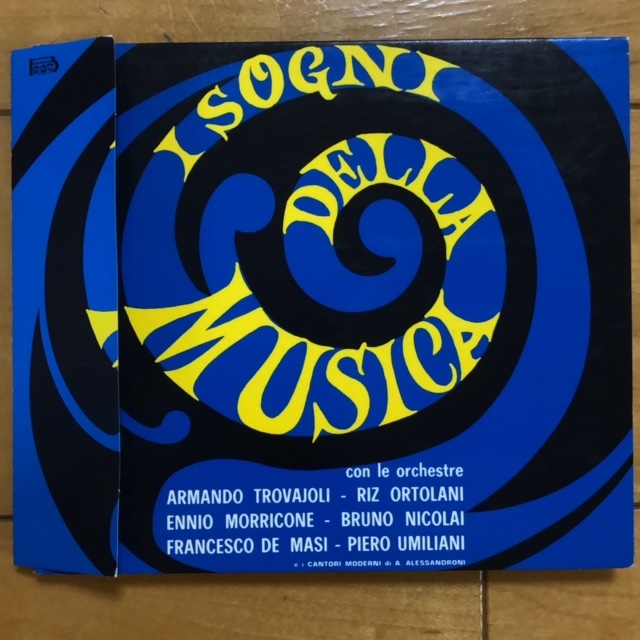 I SOGNI
DELLA
MUSICA
con le orchestre
ARMANDO TROVAJOLI - RIZ ORTOLANI
ENNIO MORRICONE - BRUNO NICOLAI
FRANCESCO DE MASI - PIERO UMILIANI
e i CANTORI MODERNI di A. ALESSANDRONI